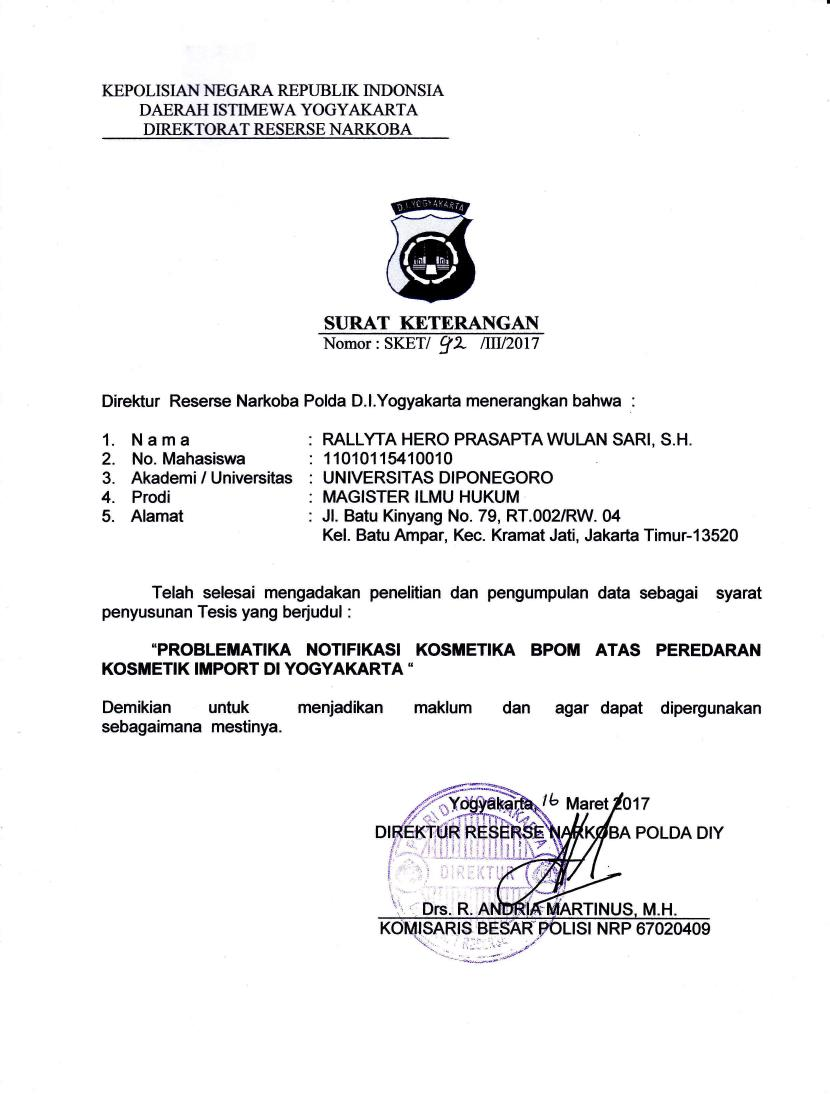 KEPOLISIAN NEGARA REPUBLIK INDONSIA
DAERAH ISTIMEWA YOGYAKARTA
DIREKTORAT RESERSE NARKOBA
D.I.YOGYAKARTA
SURAT KETERANGAN
Nomor : SKET/ 92 /III/2017
Direktur Reserse Narkoba Polda D.I.Yogyakarta menerangkan bahwa :
1. N a m a : RALLYTA HERO PRASAPTA WULAN SARI, S.H.
2. No. Mahasiswa : 11010115410010
3. Akademi / Universitas : UNIVERSITAS DIPONEGORO
4. Prodi : MAGISTER ILMU HUKUM
5. Alamat : Jl. Batu Kinyang No. 79, RT.002/RW. 04
Kel. Batu Ampar, Kec. Kramat Jati, Jakarta Timur-13520
Telah selesai mengadakan penelitian dan pengumpulan data sebagai syarat
penyusunan Tesis yang berjudul :
“PROBLEMATIKA NOTIFIKASI KOSMETIKA BPOM ATAS PEREDARAN
KOSMETIK IMPORT DI YOGYAKARTA “
Demikian untuk menjadikan maklum dan agar dapat dipergunakan
sebagaimana mestinya.
Yogyakarta, 16 Maret 2017
DIREKTUR RESERSE NARKOBA POLDA DIY
DIREKTUR
Drs. R. ANDRIA MARTINUS, M.H.
KOMISARIS BESAR POLISI NRP 67020409